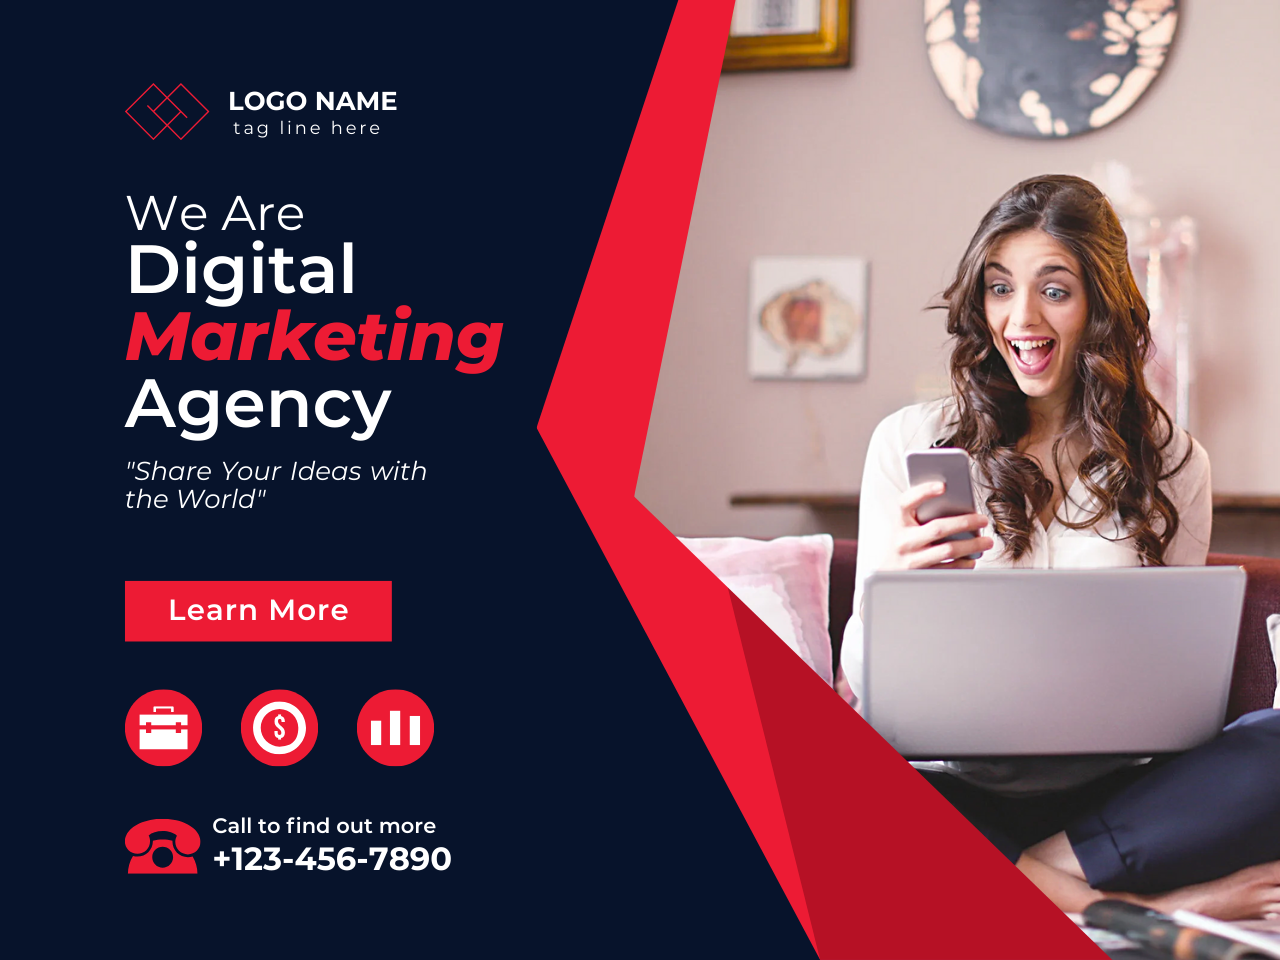 LOGO NAME
tag line here
We Are
Digital
Marketing
Agency
"Share Your Ideas with
the World"
Learn More
$
Call to find out more
+123-456-7890